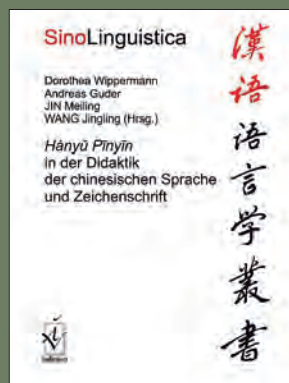 SinoLinguistica
Dorothea Wippermann
Andreas Guder
JIN Meiling
WANG Jingling (Hrsg.)
Hànyǔ Pīnyīn
in der Didaktik
der chinesischen Sprache
und Zeichenschrift
漢语语言学叢書